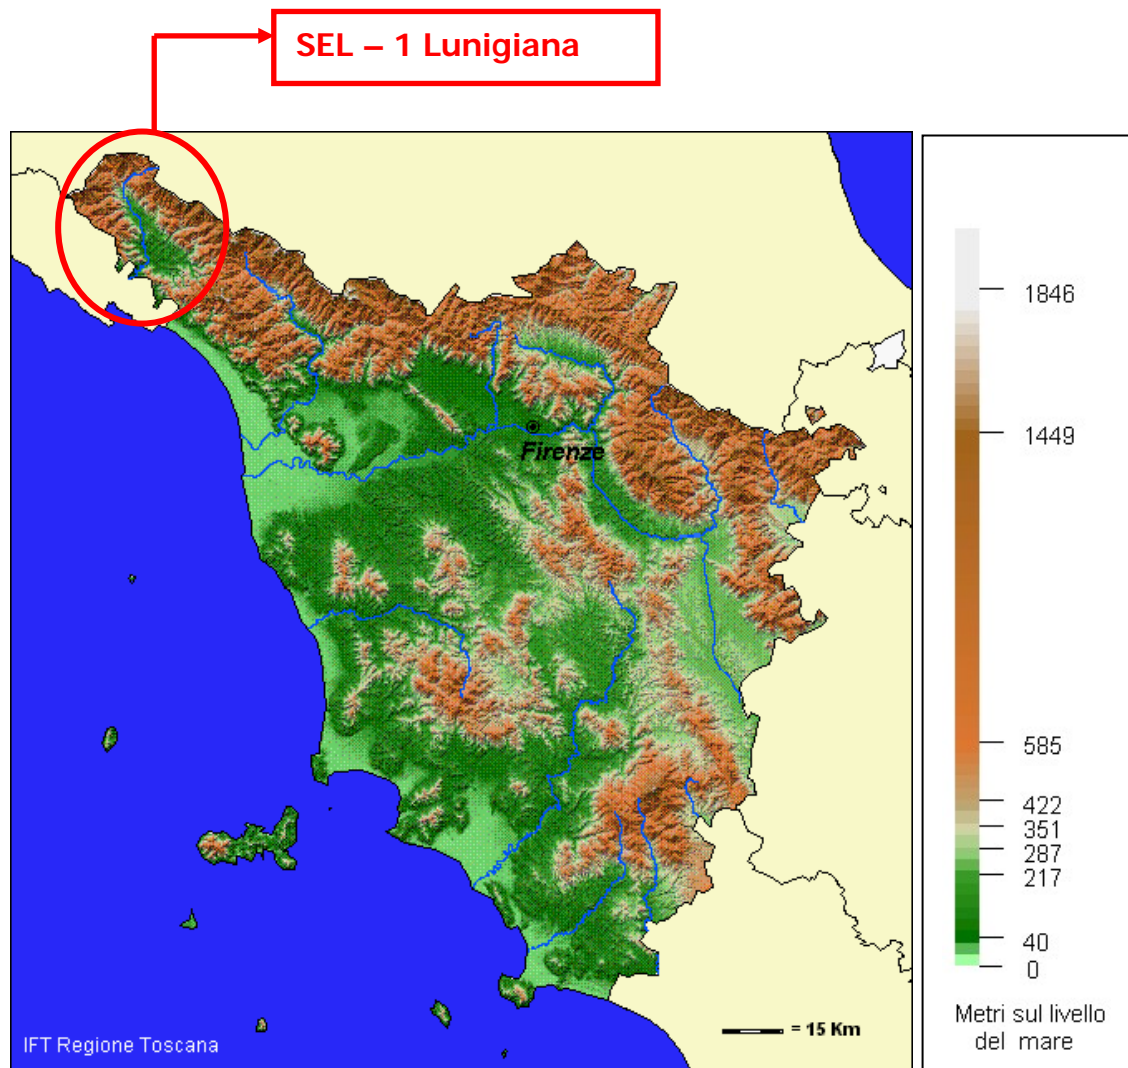 SEL – 1 Lunigiana
1846
1449
Firenze
585
422
351
287
217
40
0
Metri sul livello
del mare
= 15 Km
IFT Regione Toscana